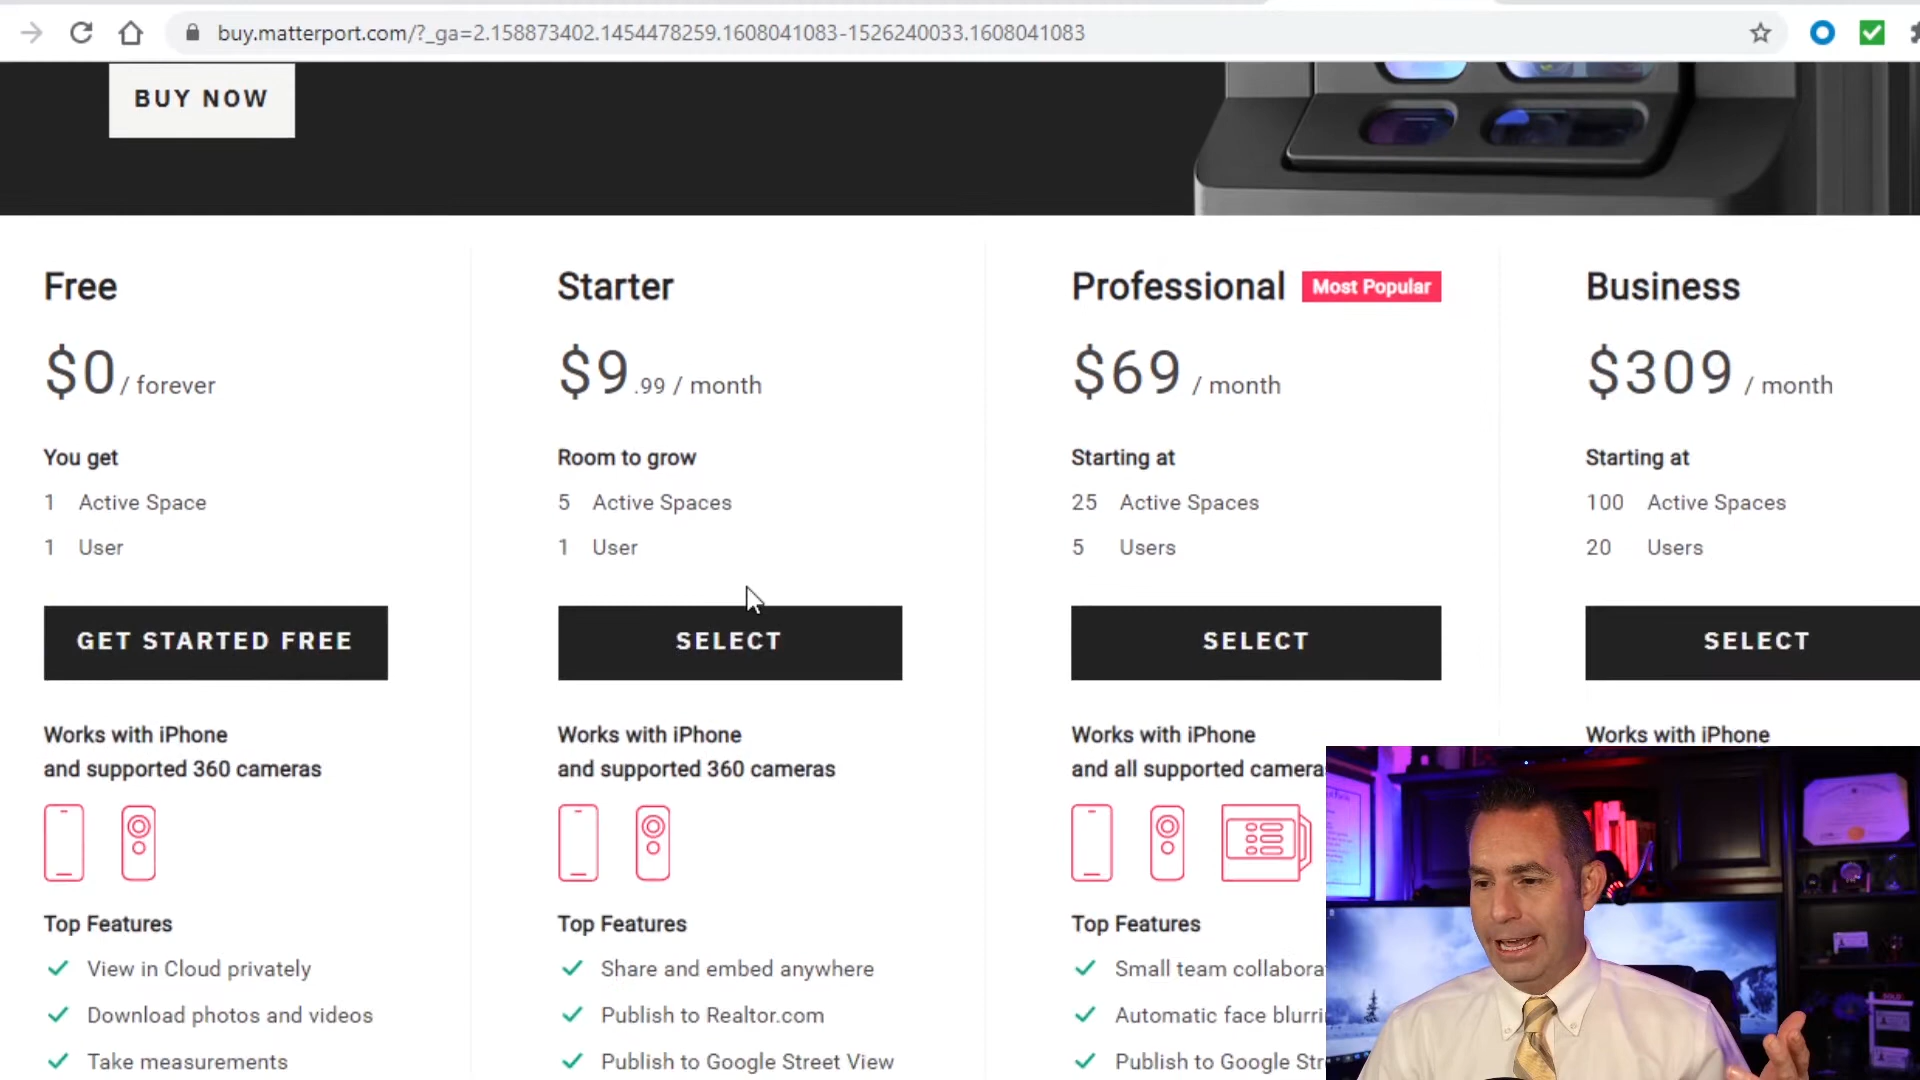 buy.matterport.com/?_ga=2.158873402.1454478259.1608041083-1526240033.1608041083
BUY NOW
Free
$0 / forever
You get
1 Active Space
1 User
GET STARTED FREE
Works with iPhone
and supported 360 cameras
Top Features
View in Cloud privately
Download photos and videos
Take measurements
Starter
$9.99 / month
Room to grow
5 Active Spaces
1 User
SELECT
Works with iPhone
and supported 360 cameras
Top Features
Share and embed anywhere
Publish to Realtor.com
Publish to Google Street View
Professional Most Popular
$69 / month
Starting at
25 Active Spaces
5 Users
SELECT
Works with iPhone
and all supported camera
Top Features
Small team collabora
Automatic face blurri
Publish to Google Str
Business
$309 / month
Starting at
100 Active Spaces
20 Users
SELECT
Works with iPhone
SOLD